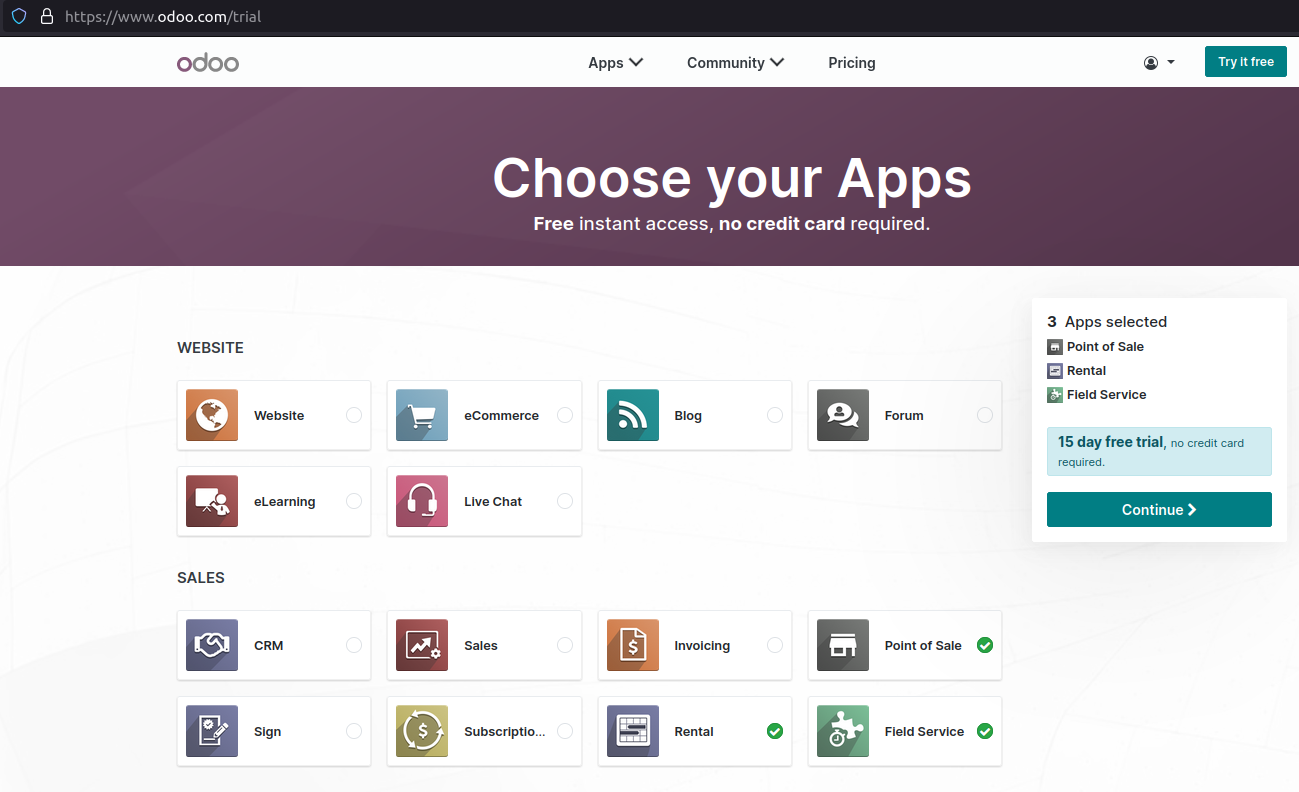 https://www.odoo.com/trial
odoo
Apps
Community
Pricing
Try it free
Choose your Apps
Free instant access, no credit card required.
3 Apps selected
Point of Sale
Rental
Field Service
15 day free trial, no credit card
required.
Continue
WEBSITE
Website
eCommerce
Blog
Forum
eLearning
Live Chat
SALES
CRM
Sales
Invoicing
Point of Sale
Sign
Subscriptio...
Rental
Field Service